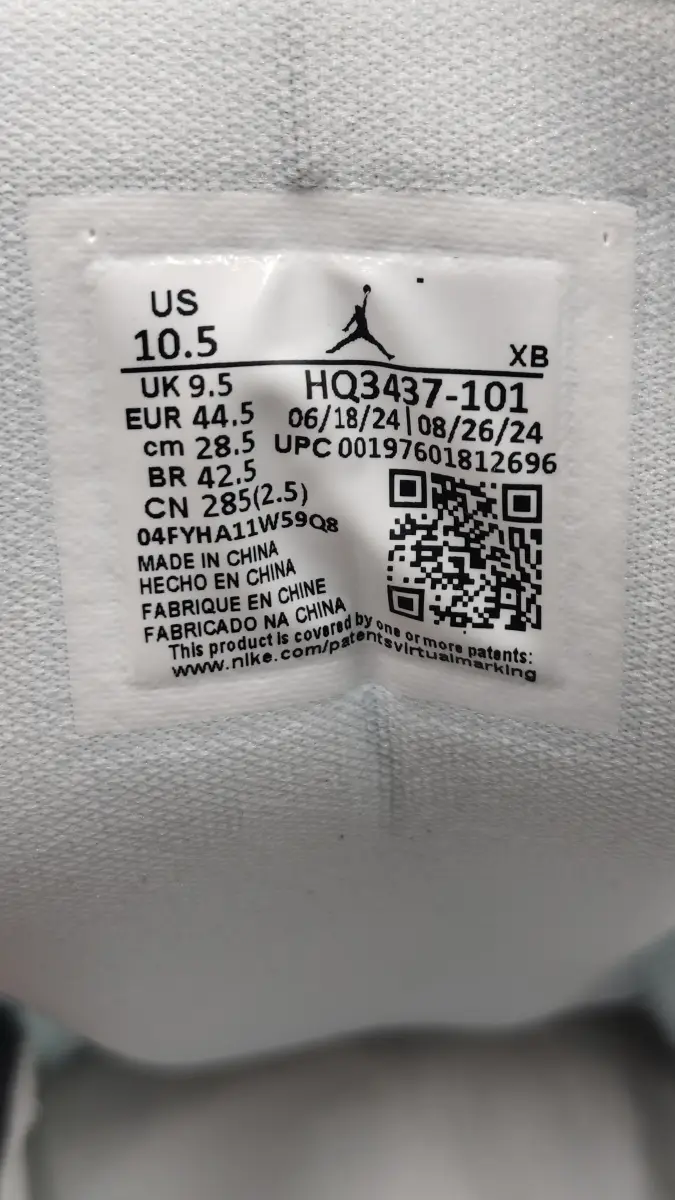 US
10.5
XB
UK 9.5
HQ3437-101
EUR 44.5
06/18/24|08/26/24
cm 28.5
UPC 00197601812696
BR 42.5
CN 285(2.5)
04FYHA11W59Q8
MADE IN CHINA
HECHO EN CHINA
FABRIQUE EN CHINE
FABRICADO NA CHINA
This product is covered by one or more patents:
www.nike.com/patentsvirtualmarking